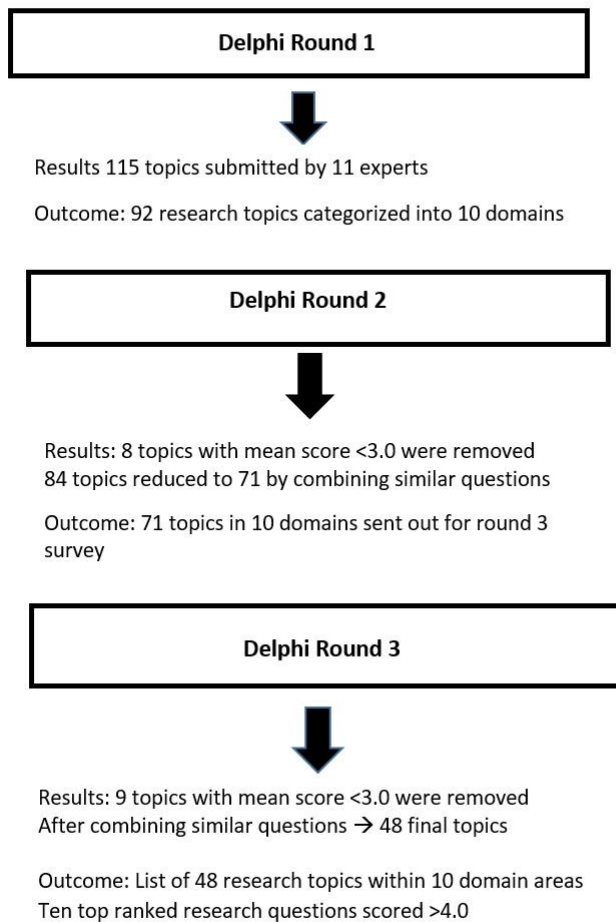 Delphi Round 1
Results 115 topics submitted by 11 experts
Outcome: 92 research topics categorized into 10 domains
Delphi Round 2
Results: 8 topics with mean score <3.0 were removed
84 topics reduced to 71 by combining similar questions
Outcome: 71 topics in 10 domains sent out for round 3
survey
Delphi Round 3
Results: 9 topics with mean score <3.0 were removed
After combining similar questions → 48 final topics
Outcome: List of 48 research topics within 10 domain areas
Ten top ranked research questions scored >4.0